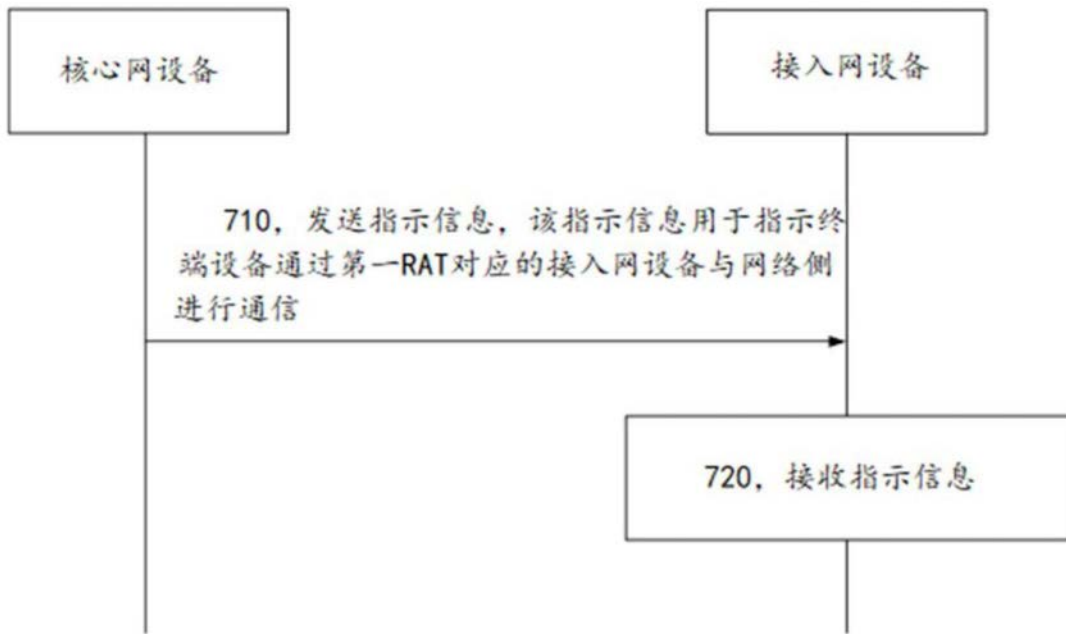 核心网设备
接入网设备
710，发送指示信息，该指示信息用于指示终
端设备通过第一RAT对应的接入网设备与网络侧
进行通信
720，接收指示信息